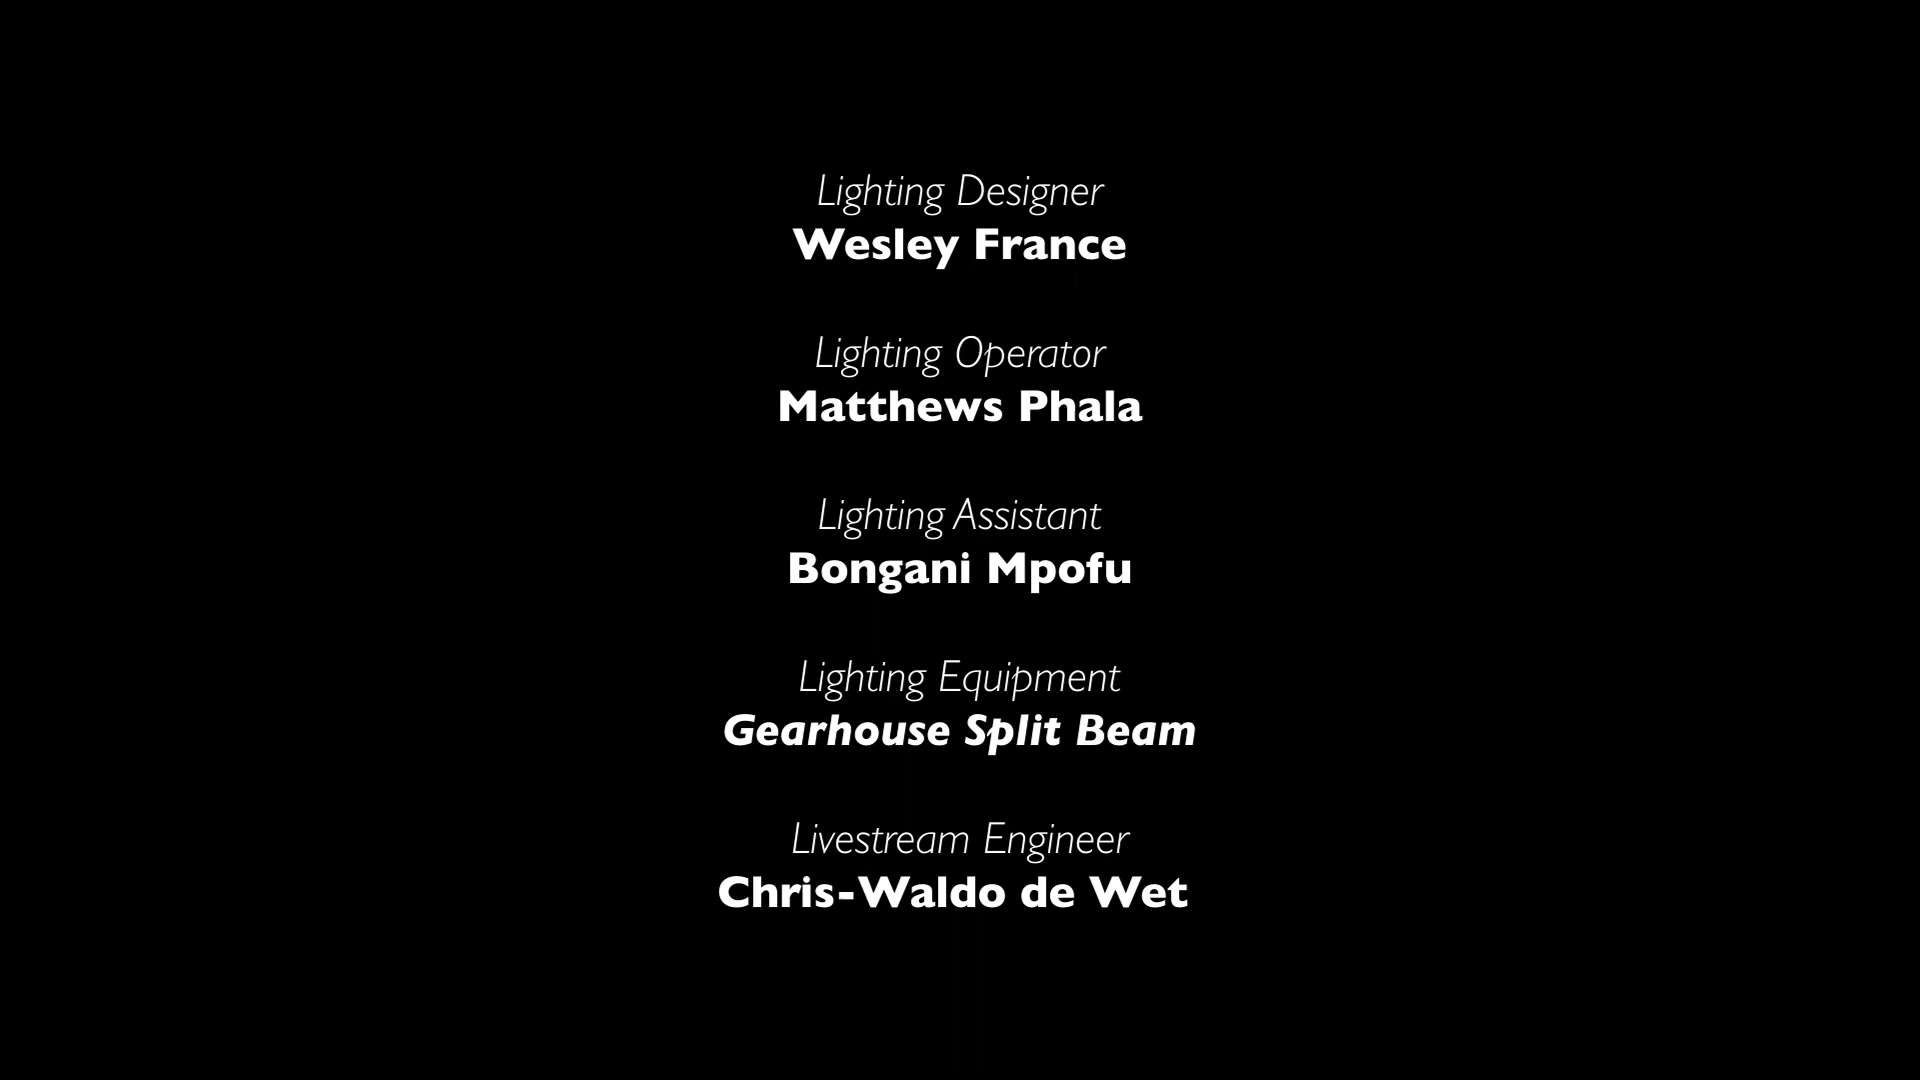 Lighting Designer
Wesley France
Lighting Operator
Matthews Phala
Lighting Assistant
Bongani Mpofu
Lighting Equipment
Gearhouse Split Beam
Livestream Engineer
Chris-Waldo de Wet